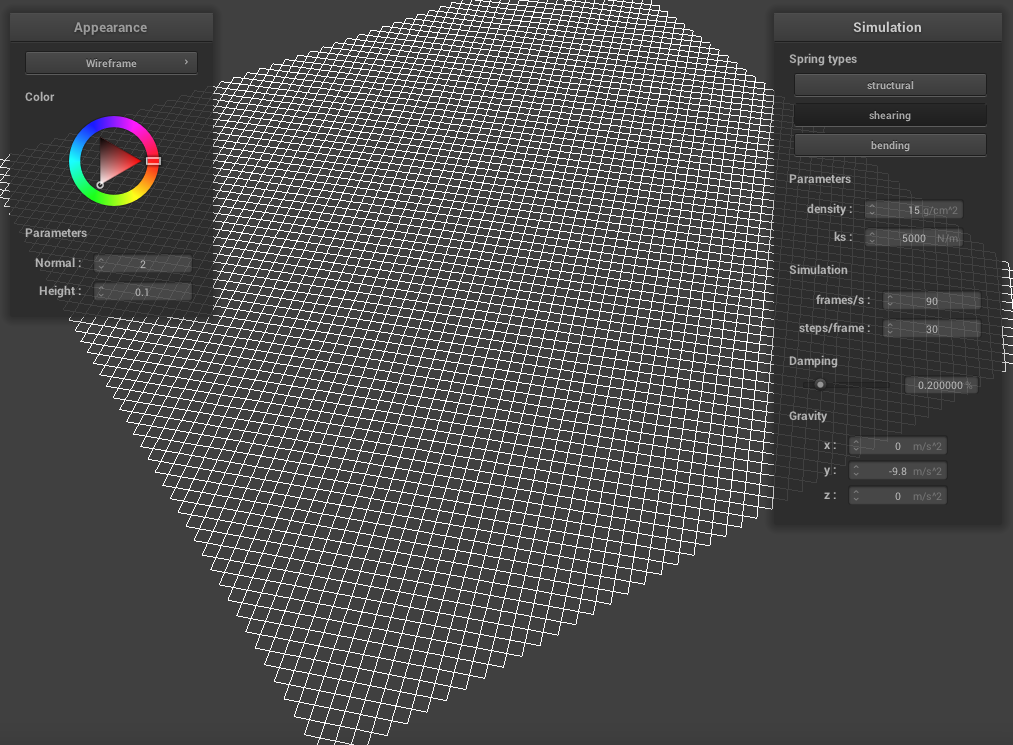 Appearance
Wireframe ›
Color
Parameters
Normal : 2
Height : 0.1
Simulation
Spring types
structural
shearing
bending
Parameters
density : 15 g/cm^2
ks : 5000 N/m
Simulation
frames/s : 90
steps/frame : 30
Damping
0.200000 %
Gravity
x : 0 m/s^2
y : -9.8 m/s^2
z : 0 m/s^2